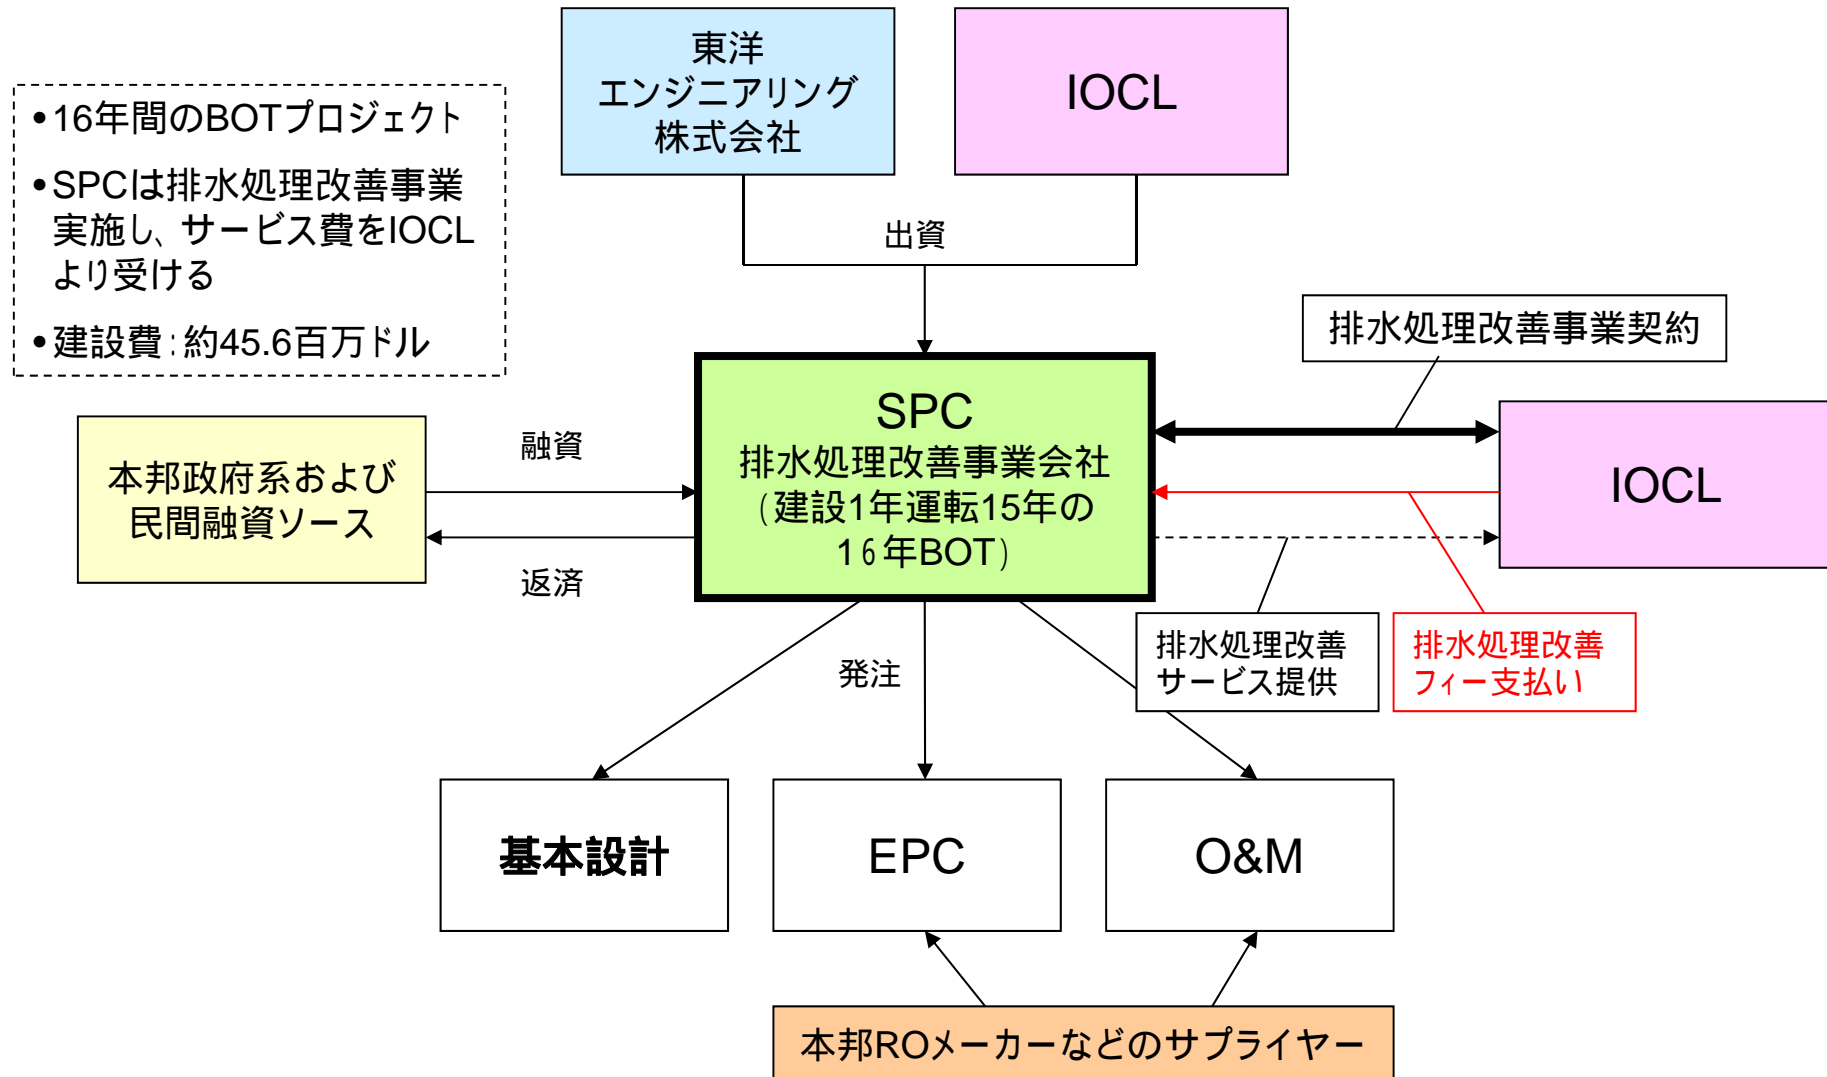 東洋
エンジニアリング
株式会社
IOCL
•16年間のBOTプロジェクト
•SPCは排水処理改善事業
実施し、サービス費をIOCL
より受ける
•建設費:約45.6百万ドル
出資
排水処理改善事業契約
SPC
排水処理改善事業会社
(建設1年運転15年の
16年BOT)
IOCL
本邦政府系および
民間融資ソース
融資
返済
排水処理改善
サービス提供
排水処理改善
フィー支払い
発注
基本設計
EPC
O&M
本邦ROメーカーなどのサプライヤー